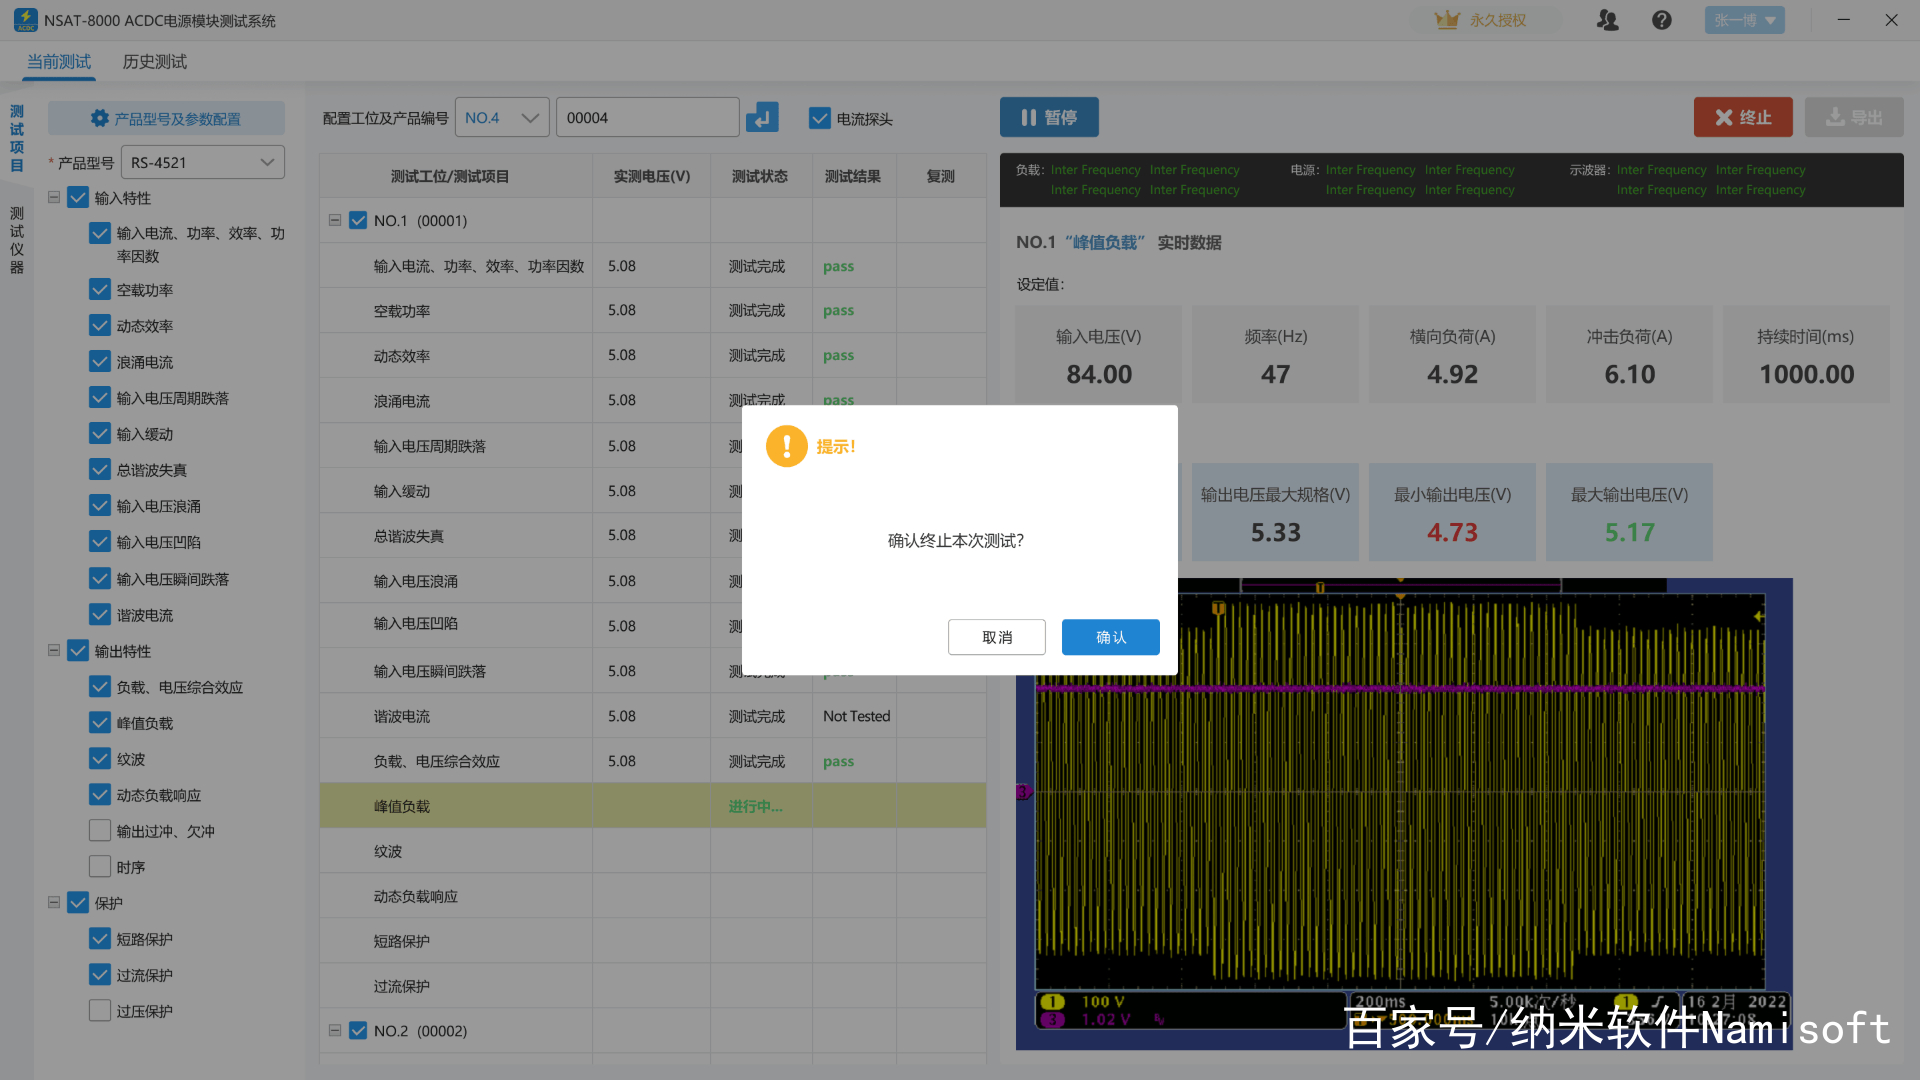 NSAT-8000 ACDC电源模块测试系统
永久授权
张一博
当前测试
历史测试
测试项目
测试仪器
产品型号及参数配置
* 产品型号
RS-4521
输入特性
输入电流、功率、效率、功
率因数
空载功率
动态效率
浪涌电流
输入电压周期跌落
输入缓动
总谐波失真
输入电压浪涌
输入电压凹陷
输入电压瞬间跌落
谐波电流
输出特性
负载、电压综合效应
峰值负载
纹波
动态负载响应
输出过冲、欠冲
时序
保护
短路保护
过流保护
过压保护
配置工位及产品编号 NO.4 00004 电流探头
测试工位/测试项目 实测电压(V) 测试状态 测试结果 复测
NO.1 (00001)
输入电流、功率、效率、功率因数 5.08 测试完成 pass
空载功率 5.08 测试完成 pass
动态效率 5.08 测试完成 pass
浪涌电流 5.08 测试完成 pass
输入电压周期跌落 5.08 测
输入缓动 5.08 测
总谐波失真 5.08 测
输入电压浪涌 5.08 测
输入电压凹陷 5.08 测
输入电压瞬间跌落 5.08
谐波电流 5.08 测试完成 Not Tested
负载、电压综合效应 5.08 测试完成 pass
峰值负载 进行中...
纹波
动态负载响应
短路保护
过流保护
NO.2 (00002)
暂停
终止
导出
负载: Inter Frequency Inter Frequency
Inter Frequency Inter Frequency
电源: Inter Frequency Inter Frequency
Inter Frequency Inter Frequency
示波器: Inter Frequency Inter Frequency
Inter Frequency Inter Frequency
NO.1 “峰值负载” 实时数据
设定值:
输入电压(V) 频率(Hz) 横向负荷(A) 冲击负荷(A) 持续时间(ms)
84.00 47 4.92 6.10 1000.00
输出电压最大规格(V) 最小输出电压(V) 最大输出电压(V)
5.33 4.73 5.17
提示!
确认终止本次测试?
取消
确认
T
T
3
1 100 V
3 1.02 V
200ms 5.00k次/秒 1 16 2月 2022
百家号/纳米软件Namisoft